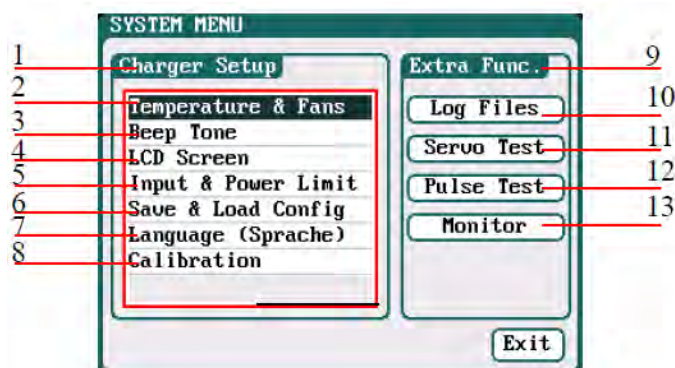 SYSTEM MENU
1 Charger Setup
2 Temperature & Fans
3 Beep Tone
4 LCD Screen
5 Input & Power Limit
6 Save & Load Config
7 Language (Sprache)
8 Calibration
Extra Func. 9
Log Files 10
Servo Test 11
Pulse Test 12
Monitor 13
Exit